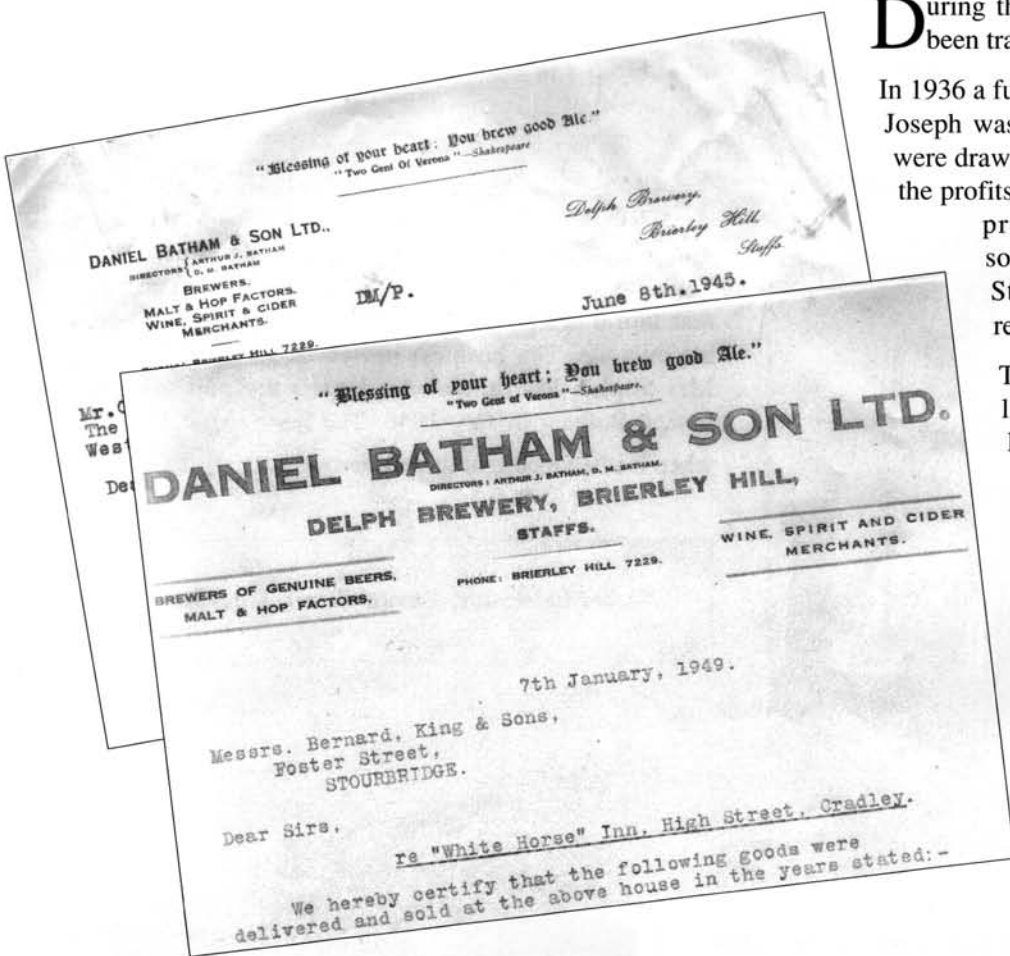 "Blessing of your heart: You brew good Ale."
"Two Gent Of Verona"—Shakespeare
DANIEL BATHAM & SON LTD.,
DIRECTORS { ARTHUR J. BATHAM
D. M. BATHAM
BREWERS.
MALT & HOP FACTORS.
WINE, SPIRIT & CIDER
MERCHANTS.
BRIERLEY HILL 7229.
Delph Brewery,
Brierley Hill,
Staffs.
DM/P.
June 8th.1945.
Mr.
The
West
"Blessing of your heart; You brew good Ale."
"Two Gent of Verona"—Shakespeare.
DANIEL BATHAM & SON LTD.
DIRECTORS: ARTHUR J. BATHAM, D. M. BATHAM.
DELPH BREWERY, BRIERLEY HILL,
STAFFS.
BREWERS OF GENUINE BEERS,
MALT & HOP FACTORS,
PHONE: BRIERLEY HILL 7229.
WINE, SPIRIT AND CIDER
MERCHANTS.
7th January, 1949.
Messrs. Bernard, King & Sons,
Foster Street,
STOURBRIDGE.
Dear Sirs,
re "White Horse" Inn, High Street, Cradley.
We hereby certify that the following goods were
delivered and sold at the above house in the years stated:-
During th
been tra
In 1936 a fu
Joseph was
were draw
the profits
pr
so
St
re
T
1